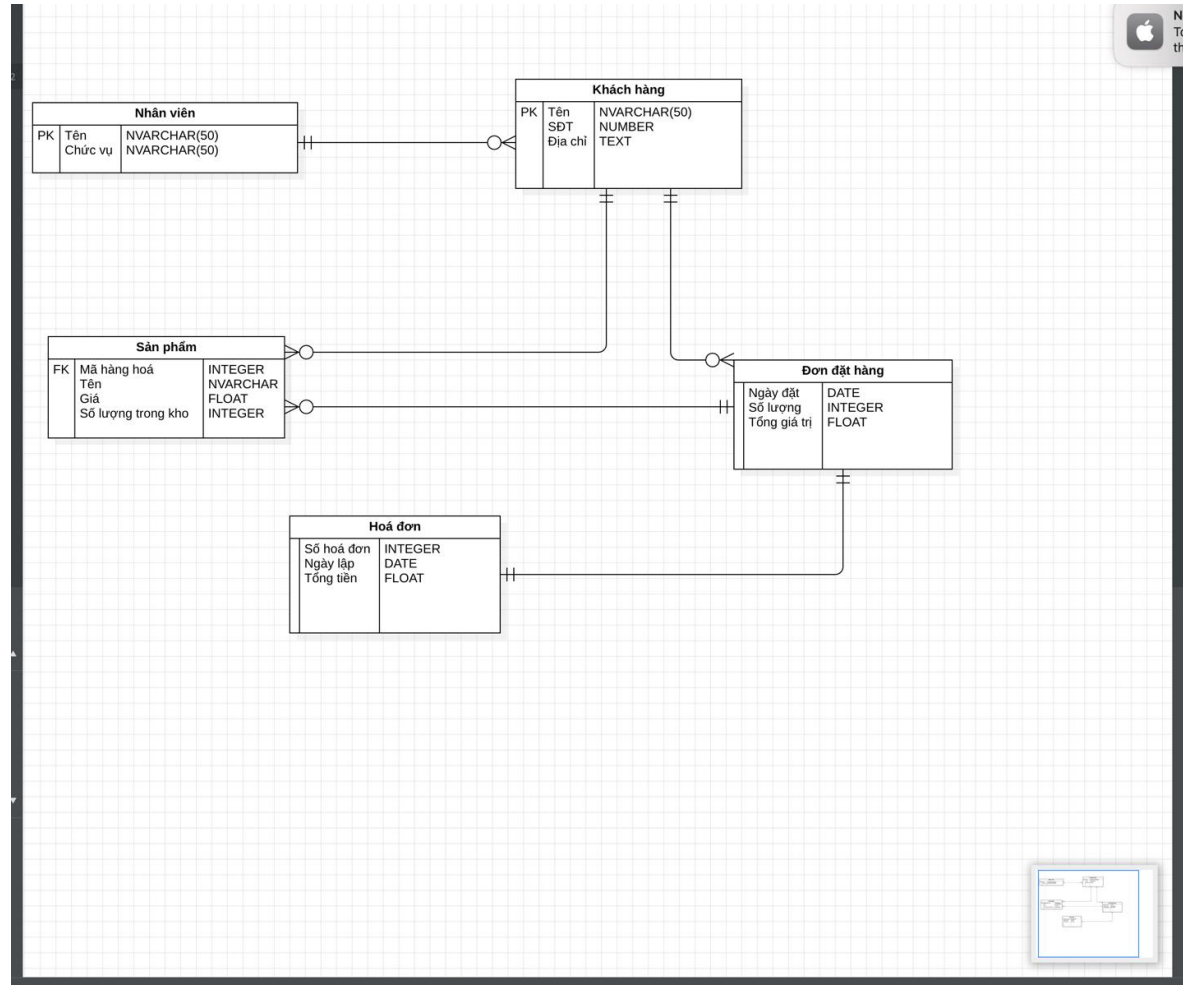 N
To
th
2
Nhân viên
PK Tên NVARCHAR(50)
Chức vụ NVARCHAR(50)
Khách hàng
PK Tên NVARCHAR(50)
SĐT NUMBER
Địa chỉ TEXT
Sản phẩm
FK Mã hàng hoá INTEGER
Tên NVARCHAR
Giá FLOAT
Số lượng trong kho INTEGER
Đơn đặt hàng
Ngày đặt DATE
Số lượng INTEGER
Tổng giá trị FLOAT
Hoá đơn
Số hoá đơn INTEGER
Ngày lập DATE
Tổng tiền FLOAT